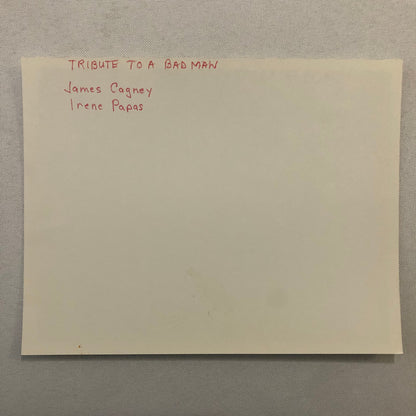 TRIBUTE TO A BAD MAN
James Cagney
Irene Papas